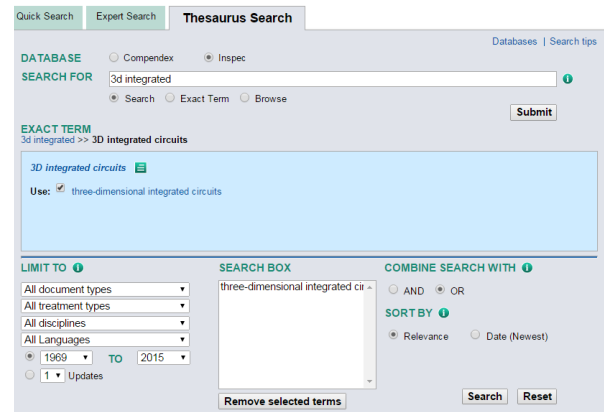 Quick Search Expert Search Thesaurus Search
Databases | Search tips
DATABASE Compendex Inspec
SEARCH FOR 3d integrated
Search Exact Term Browse
Submit
EXACT TERM
3d integrated >> 3D integrated circuits
3D integrated circuits
Use: three-dimensional integrated circuits
LIMIT TO SEARCH BOX COMBINE SEARCH WITH
All document types three-dimensional integrated cir AND OR
All treatment types SORT BY
All disciplines
All Languages Relevance Date (Newest)
1969 TO 2015
1 Updates
Remove selected terms Search Reset